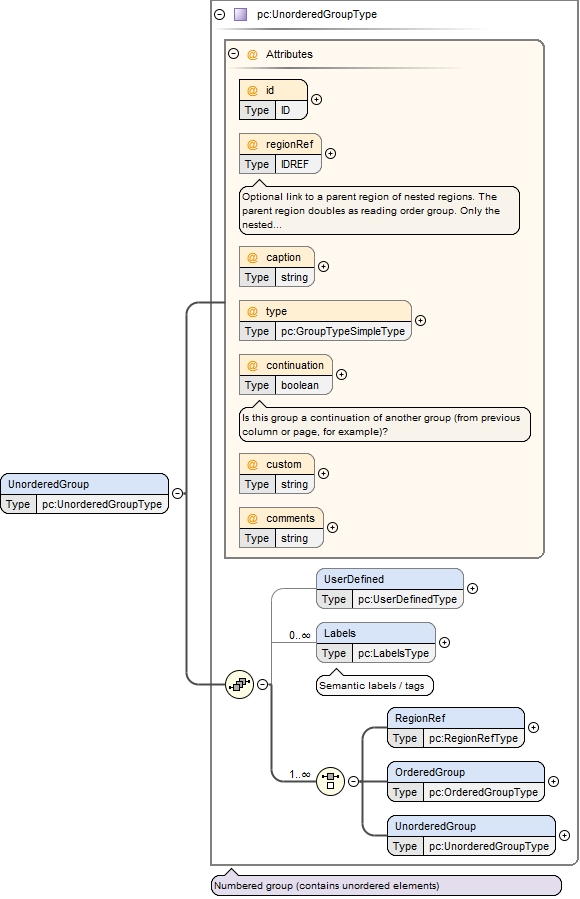 pc:UnorderedGroupType
@ Attributes
@ id
Type ID
@ regionRef
Type IDREF
Optional link to a parent region of nested regions. The
parent region doubles as reading order group. Only the
nested...
@ caption
Type string
@ type
Type pc:GroupTypeSimpleType
@ continuation
Type boolean
Is this group a continuation of another group (from previous
column or page, for example)?
@ custom
Type string
@ comments
Type string
UnorderedGroup
Type pc:UnorderedGroupType
UserDefined
Type pc:UserDefinedType
0..∞ Labels
Type pc:LabelsType
Semantic labels / tags
RegionRef
Type pc:RegionRefType
1..∞
OrderedGroup
Type pc:OrderedGroupType
UnorderedGroup
Type pc:UnorderedGroupType
Numbered group (contains unordered elements)